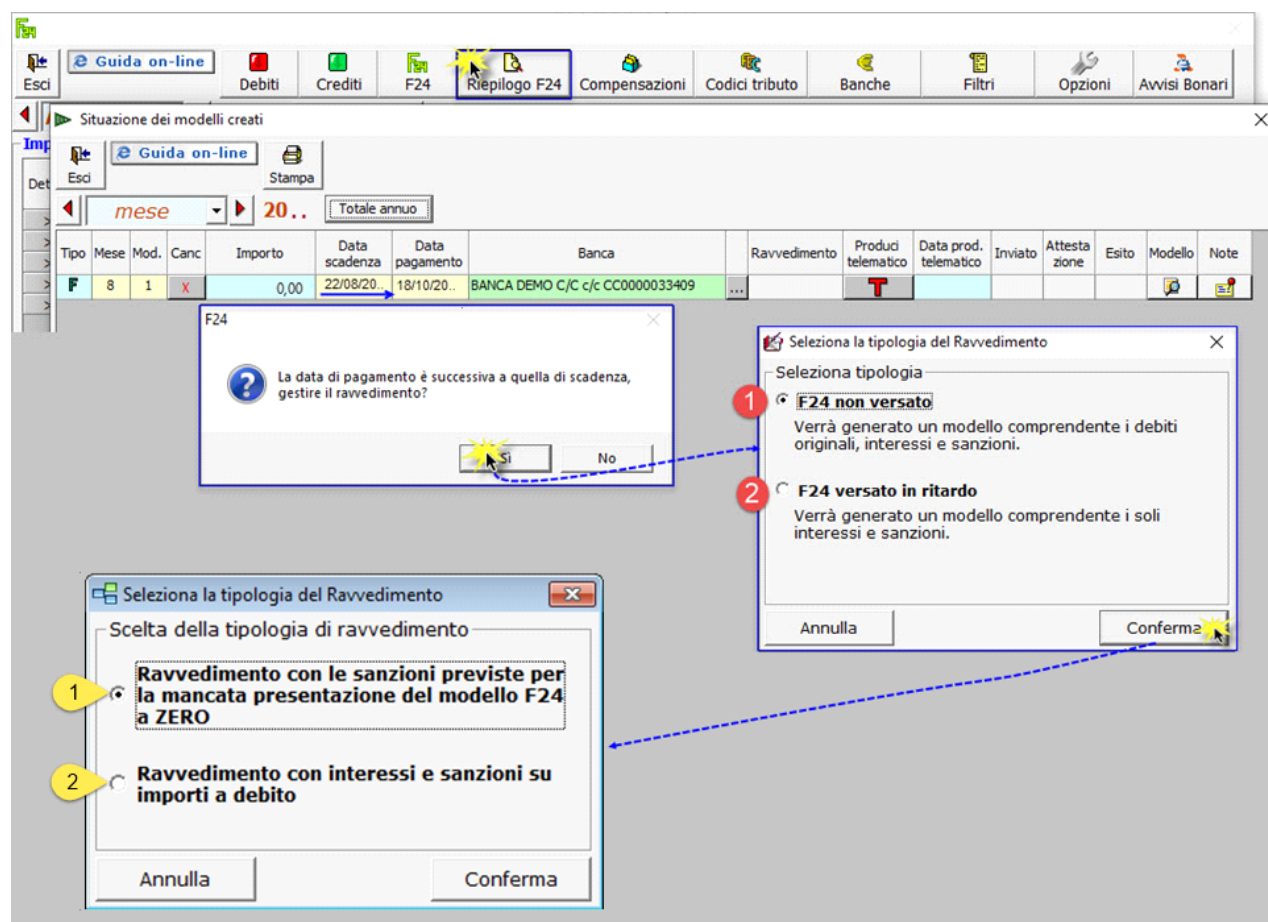 F24
Esci
Guida on-line
Debiti
Crediti
F24
Riepilogo F24
Compensazioni
Codici tributo
Banche
Filtri
Opzioni
Avvisi Bonari
Situazione dei modelli creati
Imp
Det
Esci
Guida on-line
Stampa
mese
20..
Totale annuo
Tipo Mese Mod. Canc Importo Data scadenza Data pagamento Banca Ravvedimento Produci telematico Data prod. telematico Inviato Attesta zione Esito Modello Note
F 8 1 X 0,00 22/08/20.. 18/10/20.. BANCA DEMO C/C c/c CC0000033409 ... T
F24
La data di pagamento è successiva a quella di scadenza,
gestire il ravvedimento?
Sì
No
Seleziona la tipologia del Ravvedimento
Seleziona tipologia
1
F24 non versato
Verrà generato un modello comprendente i debiti
originali, interessi e sanzioni.
2
F24 versato in ritardo
Verrà generato un modello comprendente i soli
interessi e sanzioni.
Annulla
Conferma
Seleziona la tipologia del Ravvedimento
Scelta della tipologia di ravvedimento
1
Ravvedimento con le sanzioni previste per
la mancata presentazione del modello F24
a ZERO
2
Ravvedimento con interessi e sanzioni su
importi a debito
Annulla
Conferma